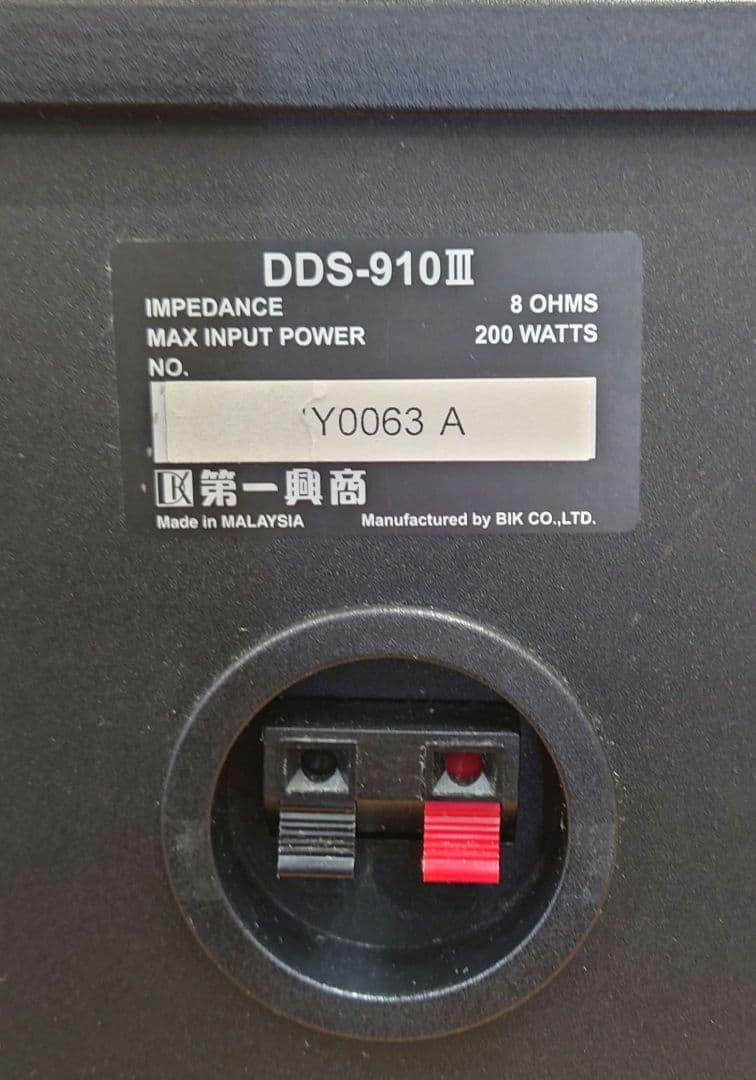 DDS-910Ⅲ
IMPEDANCE 8 OHMS
MAX INPUT POWER 200 WATTS
NO.
Y0063 A
DK 第一興商
Made in MALAYSIA Manufactured by BIK CO.,LTD.